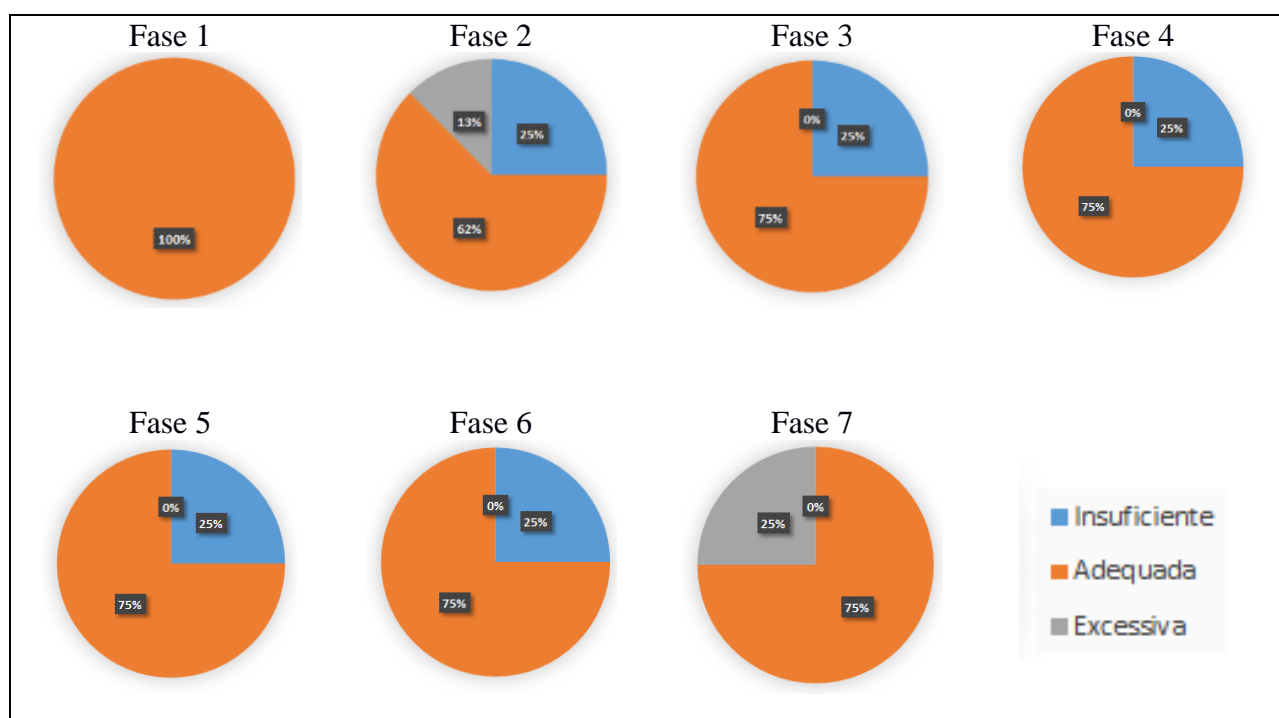 Fase 1
Fase 2
Fase 3
Fase 4
100%
13%
25%
62%
0%
25%
75%
0%
25%
75%
Fase 5
Fase 6
Fase 7
0%
25%
75%
0%
25%
75%
25%
0%
75%
Insuficiente
Adequada
Excessiva